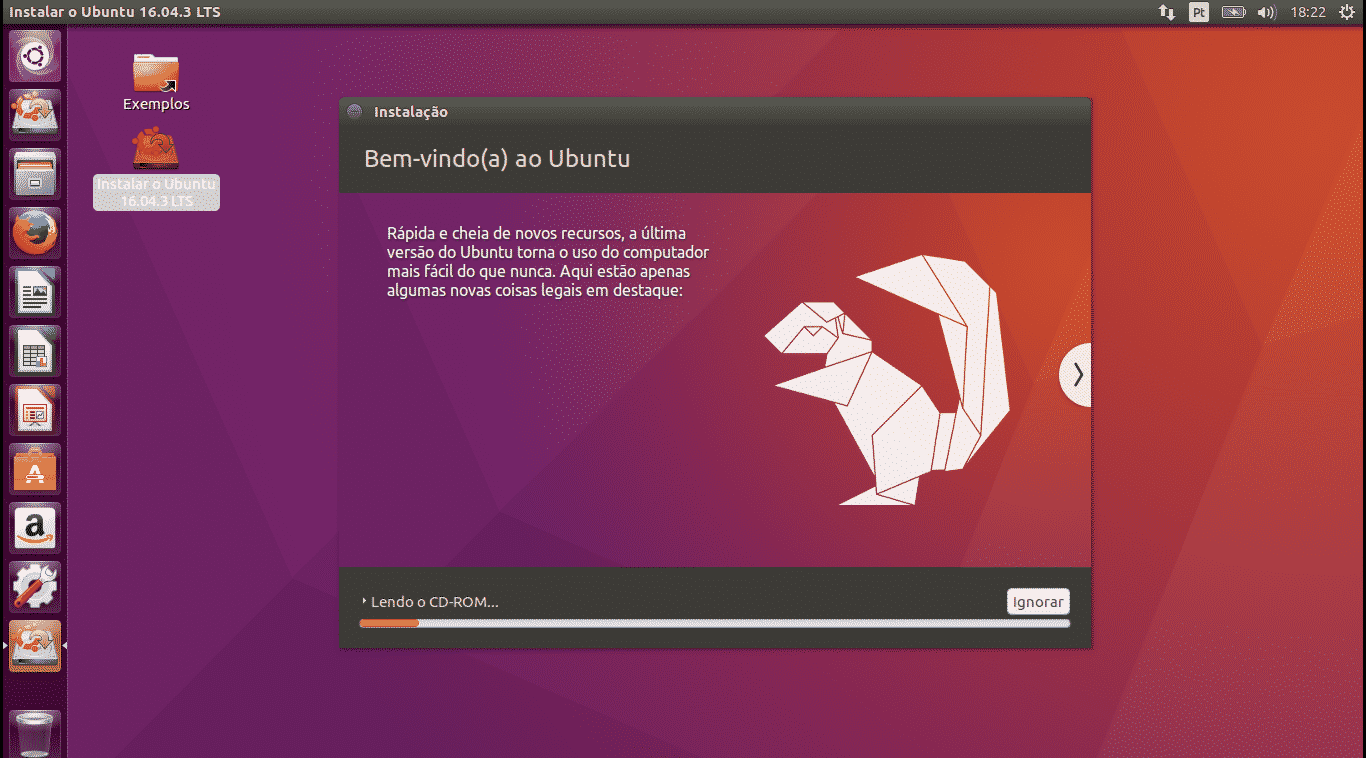 Instalar o Ubuntu 16.04.3 LTS
Pt
18:22
Exemplos
Instalar o Ubuntu
16.04.3 LTS
Instalação
Bem-vindo(a) ao Ubuntu
Rápida e cheia de novos recursos, a última
versão do Ubuntu torna o uso do computador
mais fácil do que nunca. Aqui estão apenas
algumas novas coisas legais em destaque:
Lendo o CD-ROM...
Ignorar